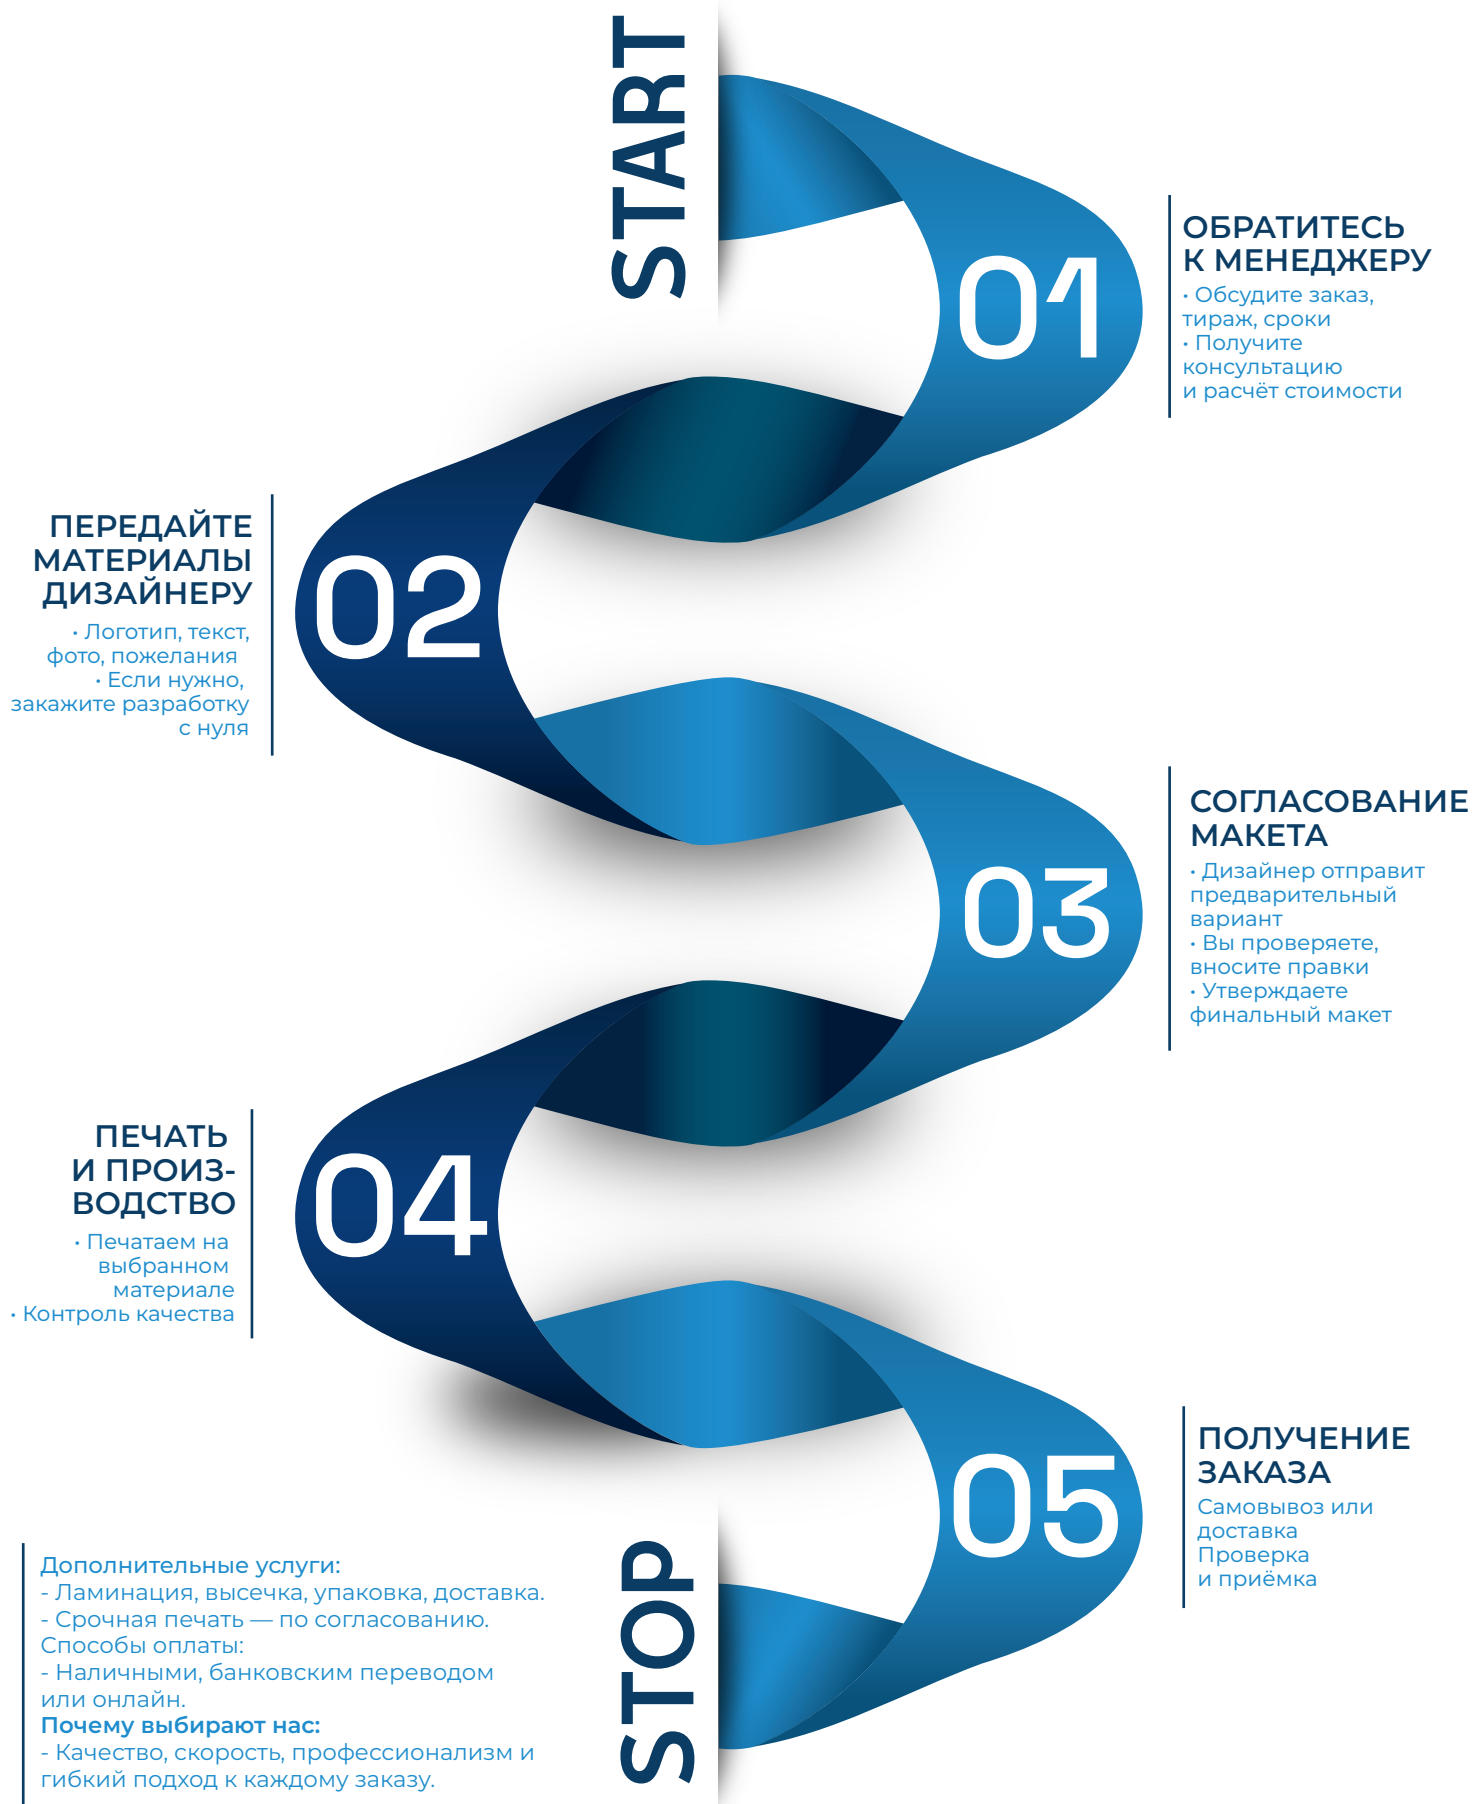 START
01
ОБРАТИТЕСЬ
К МЕНЕДЖЕРУ
• Обсудите заказ,
тираж, сроки
• Получите
консультацию
и расчёт стоимости
02
ПЕРЕДАЙТЕ
МАТЕРИАЛЫ
ДИЗАЙНЕРУ
• Логотип, текст,
фото, пожелания
• Если нужно,
закажите разработку
с нуля
03
СОГЛАСОВАНИЕ
МАКЕТА
• Дизайнер отправит
предварительный
вариант
• Вы проверяете,
вносите правки
• Утверждаете
финальный макет
04
ПЕЧАТЬ
И ПРОИЗ-
ВОДСТВО
• Печатаем на
выбранном
материале
• Контроль качества
05
ПОЛУЧЕНИЕ
ЗАКАЗА
Самовывоз или
доставка
Проверка
и приёмка
STOP
Дополнительные услуги:
- Ламинация, высечка, упаковка, доставка.
- Срочная печать — по согласованию.
Способы оплаты:
- Наличными, банковским переводом
или онлайн.
Почему выбирают нас:
- Качество, скорость, профессионализм и
гибкий подход к каждому заказу.